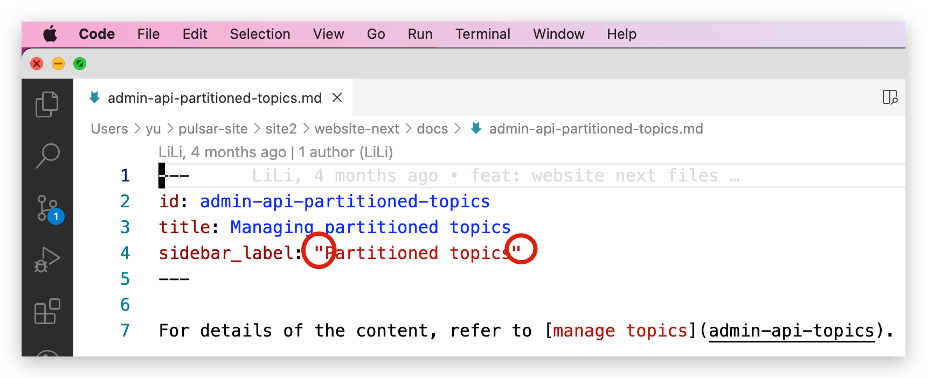 Code File Edit Selection View Go Run Terminal Window Help
admin-api-partitioned-topics.md
Users > yu > pulsar-site > site2 > website-next > docs > admin-api-partitioned-topics.md
LiLi, 4 months ago | 1 author (LiLi)
1 --- LiLi, 4 months ago • feat: website next files …
2 id: admin-api-partitioned-topics
3 title: Managing partitioned topics
4 sidebar_label: "Partitioned topics"
5 ---
6
7 For details of the content, refer to [manage topics](admin-api-topics).
1